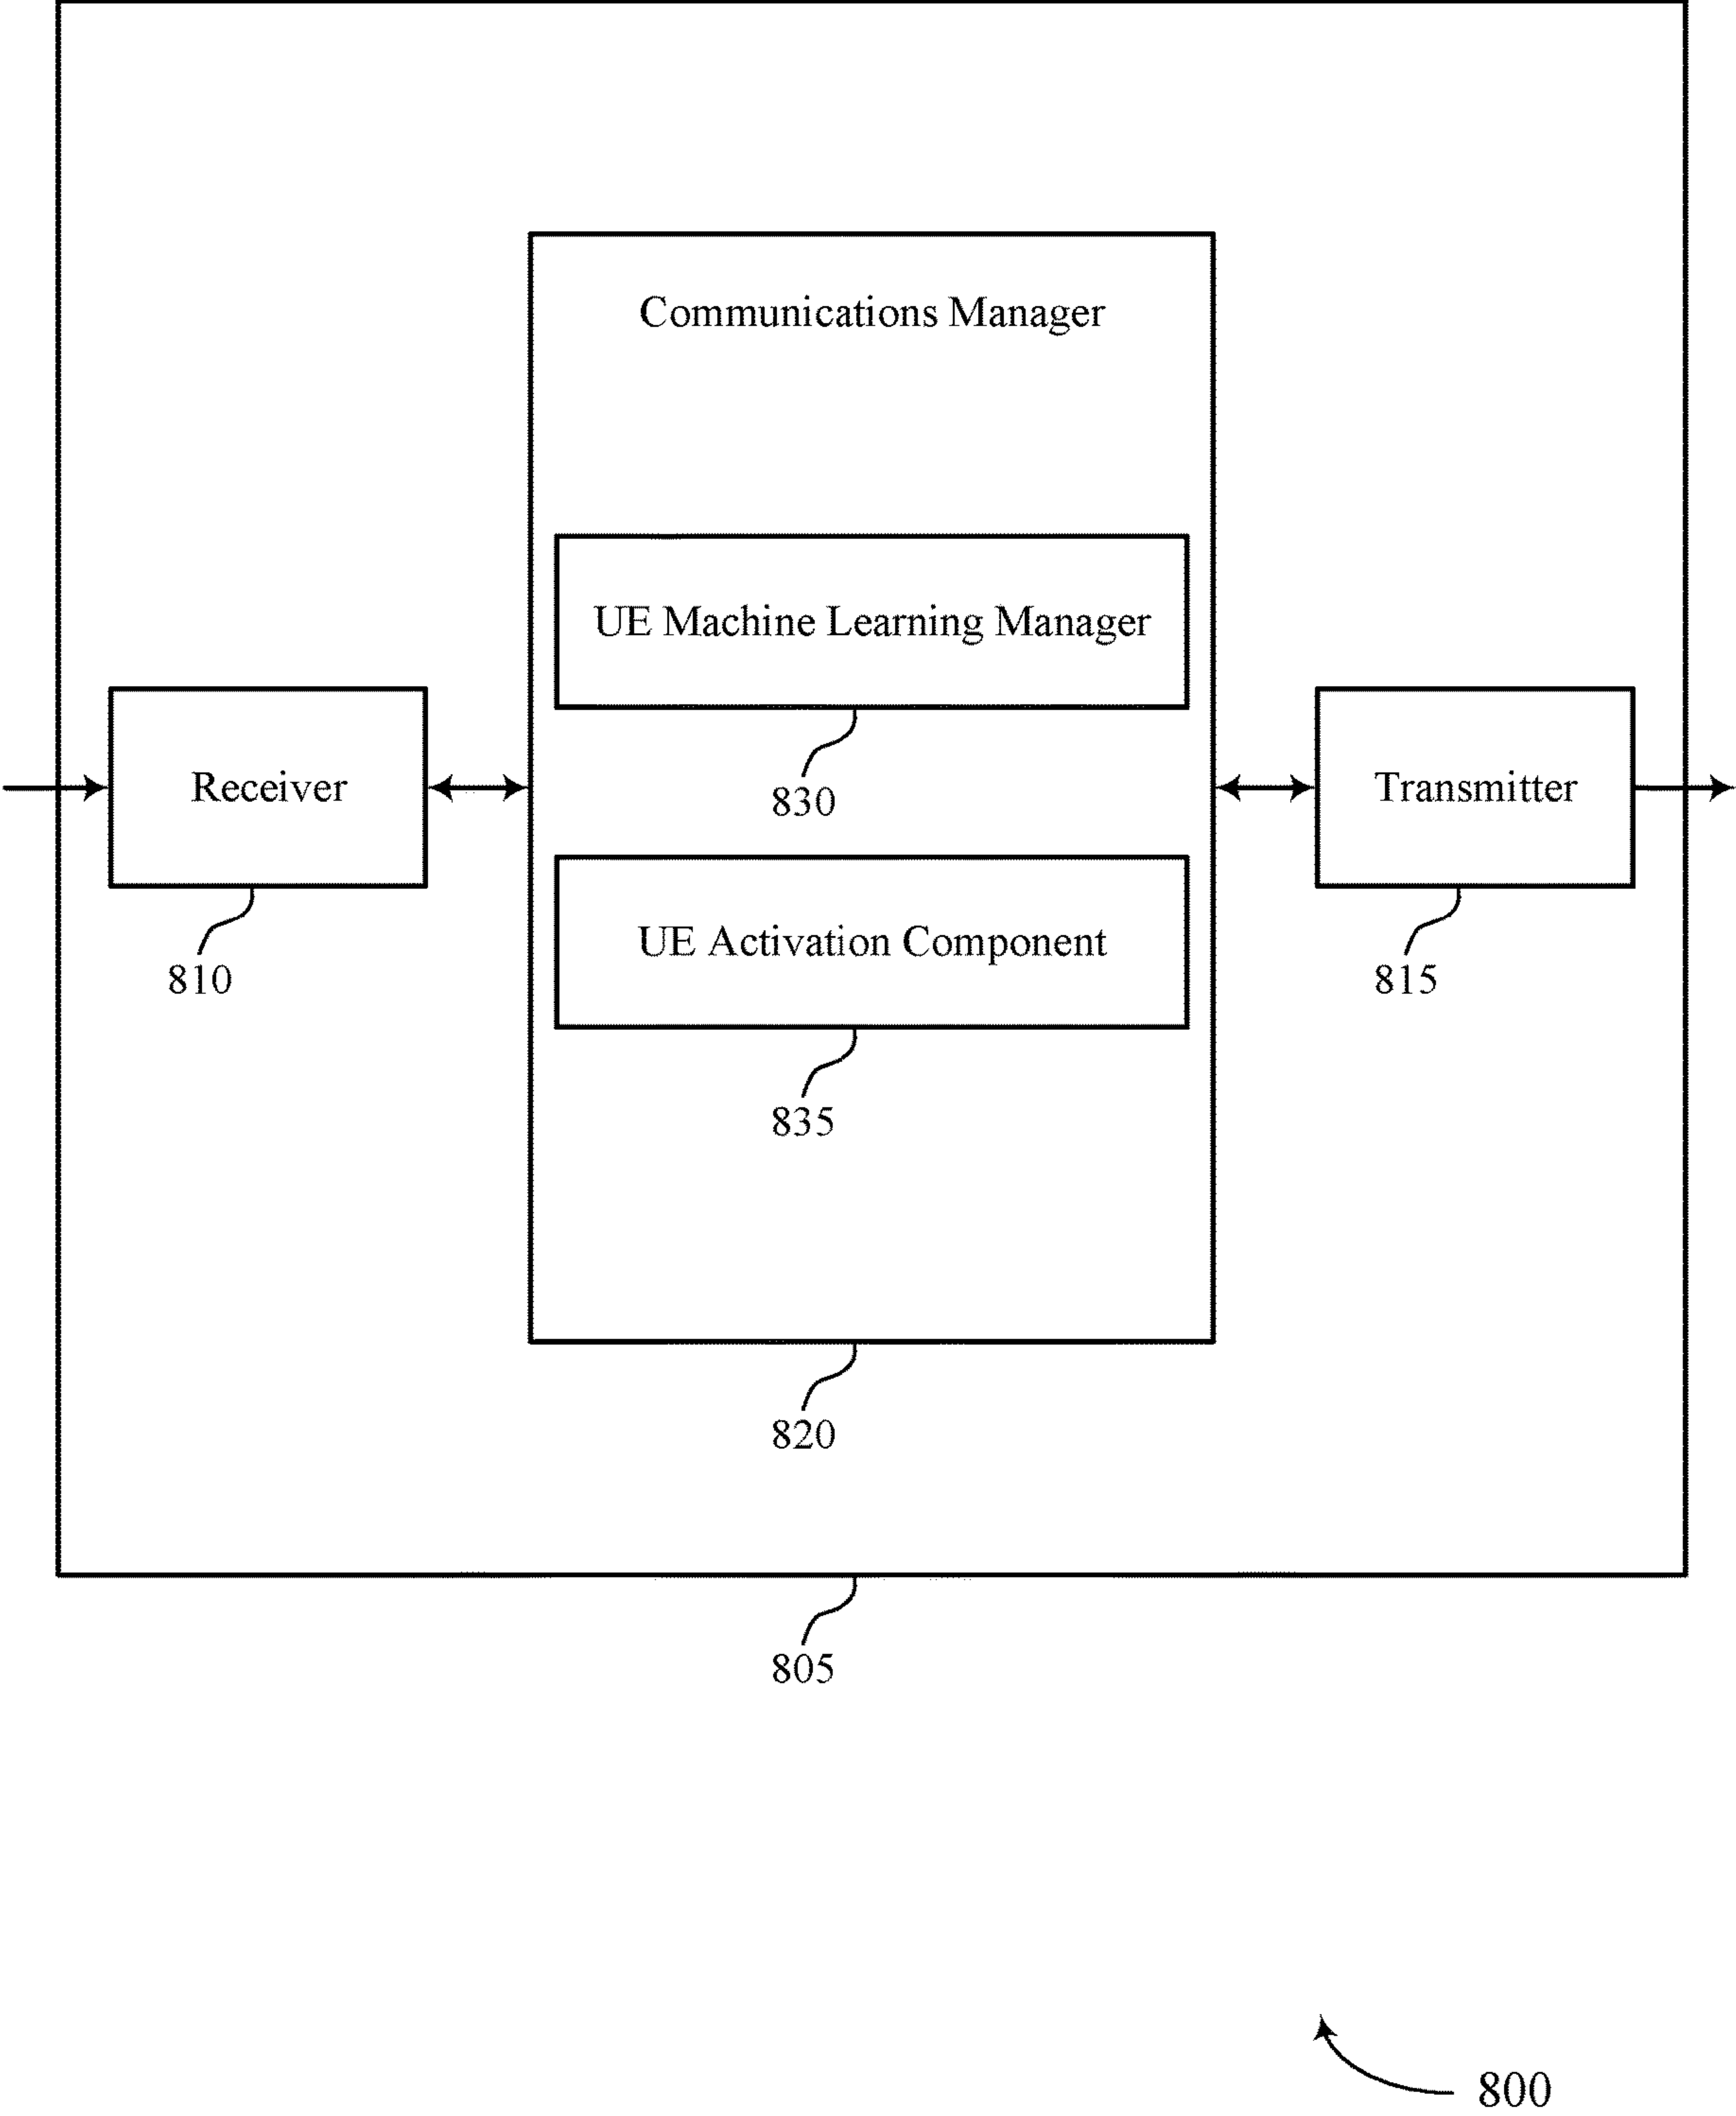 Communications Manager
UE Machine Learning Manager
830
Receiver
810
Transmitter
815
UE Activation Component
835
820
805
800